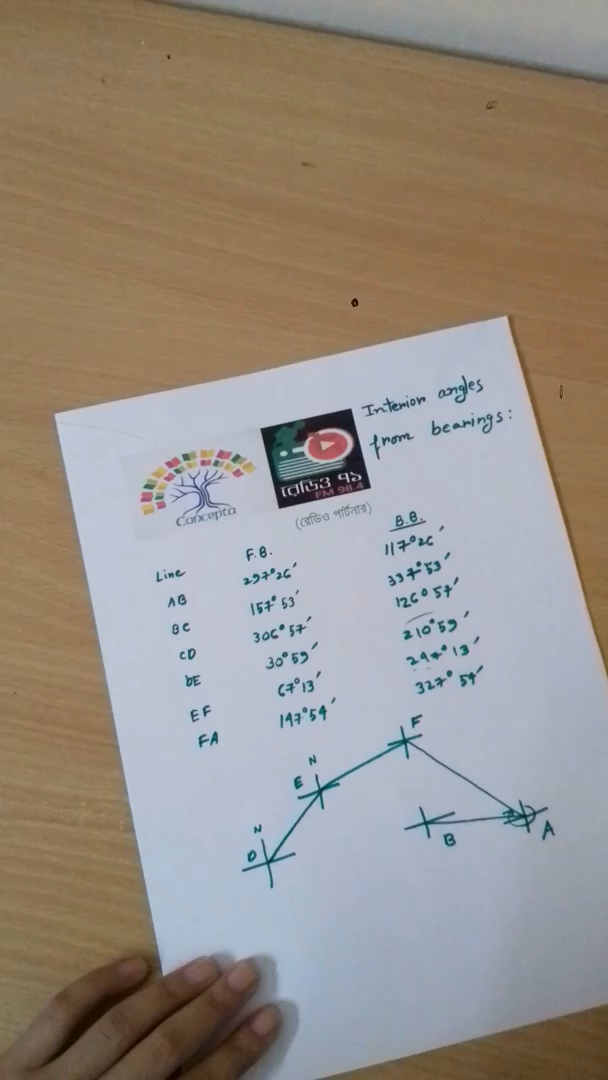 Interior angles
from bearings:
Concepta
রেডিও ৭১
FM 98.4
(রেডিও পার্টনার)
Line F.B. B.B.
AB 297°26′ 117°26′
BC 157°53′ 337°53′
CD 306°57′ 126°57′
DE 30°59′ 210°59′
EF 67°13′ 247°13′
FA 147°54′ 327°54′
F
N
E
N
D
B
A